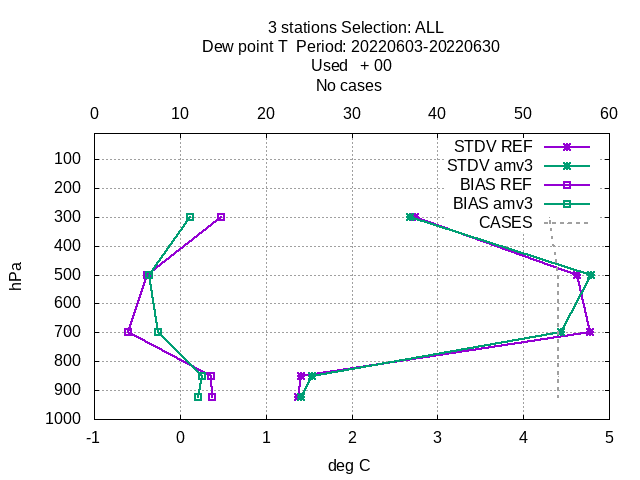 3 stations Selection: ALL
Dew point T  Period: 20220603-20220630
Used   + 00
No cases
0 10 20 30 40 50 60
STDV REF
STDV amv3
BIAS REF
BIAS amv3
CASES
hPa
100
200
300
400
500
600
700
800
900
1000
-1 0 1 2 3 4 5
deg C